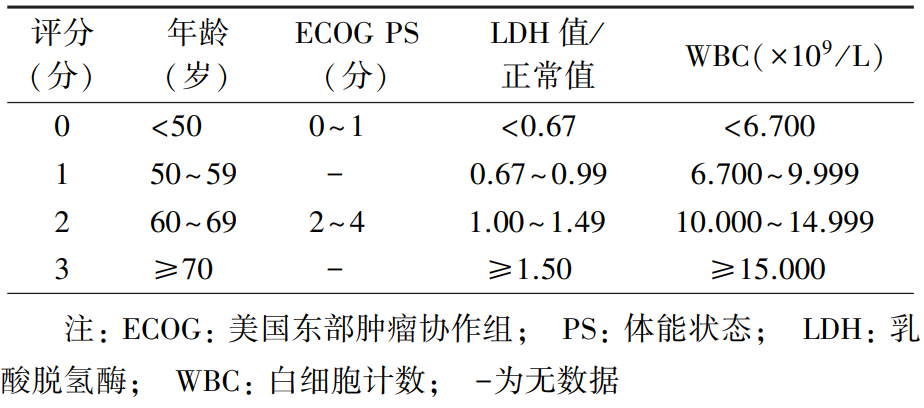 评分 年龄 ECOG PS LDH 值/ WBC(×10⁹/L)
(分) (岁) (分) 正常值
0 <50 0~1 <0.67 <6.700
1 50~59 - 0.67~0.99 6.700~9.999
2 60~69 2~4 1.00~1.49 10.000~14.999
3 ≥70 - ≥1.50 ≥15.000
注: ECOG: 美国东部肿瘤协作组; PS: 体能状态; LDH: 乳
酸脱氢酶; WBC: 白细胞计数; -为无数据